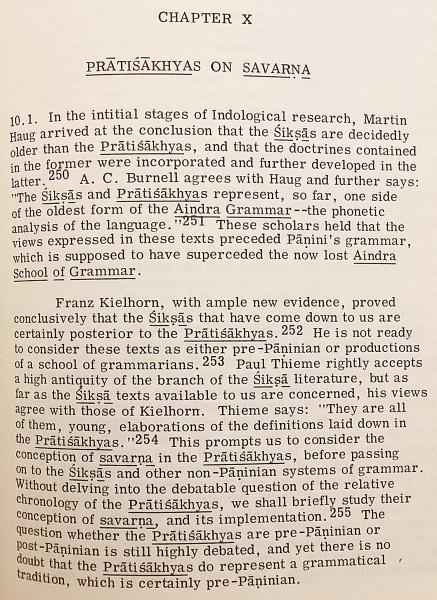 CHAPTER X
PRĀTIŚĀKHYAS ON SAVARṆA
10.1. In the intitial stages of Indological research, Martin
Haug arrived at the conclusion that the Śikṣās are decidedly
older than the Prātiśākhyas, and that the doctrines contained
in the former were incorporated and further developed in the
latter.250 A. C. Burnell agrees with Haug and further says:
"The Śikṣās and Prātiśākhyas represent, so far, one side
of the oldest form of the Aindra Grammar--the phonetic
analysis of the language."251 These scholars held that the
views expressed in these texts preceded Pāṇini's grammar,
which is supposed to have superceded the now lost Aindra
School of Grammar.
Franz Kielhorn, with ample new evidence, proved
conclusively that the Śikṣās that have come down to us are
certainly posterior to the Prātiśākhyas.252 He is not ready
to consider these texts as either pre-Pāṇinian or productions
of a school of grammarians.253 Paul Thieme rightly accepts
a high antiquity of the branch of the Śikṣā literature, but as
far as the Śikṣā texts available to us are concerned, his views
agree with those of Kielhorn. Thieme says: "They are all
of them, young, elaborations of the definitions laid down in
the Prātiśākhyas."254 This prompts us to consider the
conception of savarṇa in the Prātiśākhyas, before passing
on to the Śikṣās and other non-Pāṇinian systems of grammar.
Without delving into the debatable question of the relative
chronology of the Prātiśākhyas, we shall briefly study their
conception of savarṇa, and its implementation.255 The
question whether the Prātiśākhyas are pre-Pāṇinian or
post-Pāṇinian is still highly debated, and yet there is no
doubt that the Prātiśākhyas do represent a grammatical
tradition, which is certainly pre-Pāṇinian.